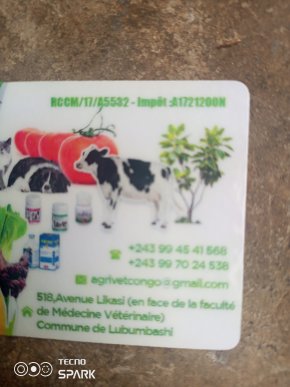 RCCM/17/A5532 - Impôt :A1721200N
+243 99 45 41 568
+243 99 70 24 538
agrivetcongo@gmail.com
518,Avenue Likasi (en face de la faculté
de Médecine Vétérinaire)
Commune de Lubumbashi
TECNO
SPARK